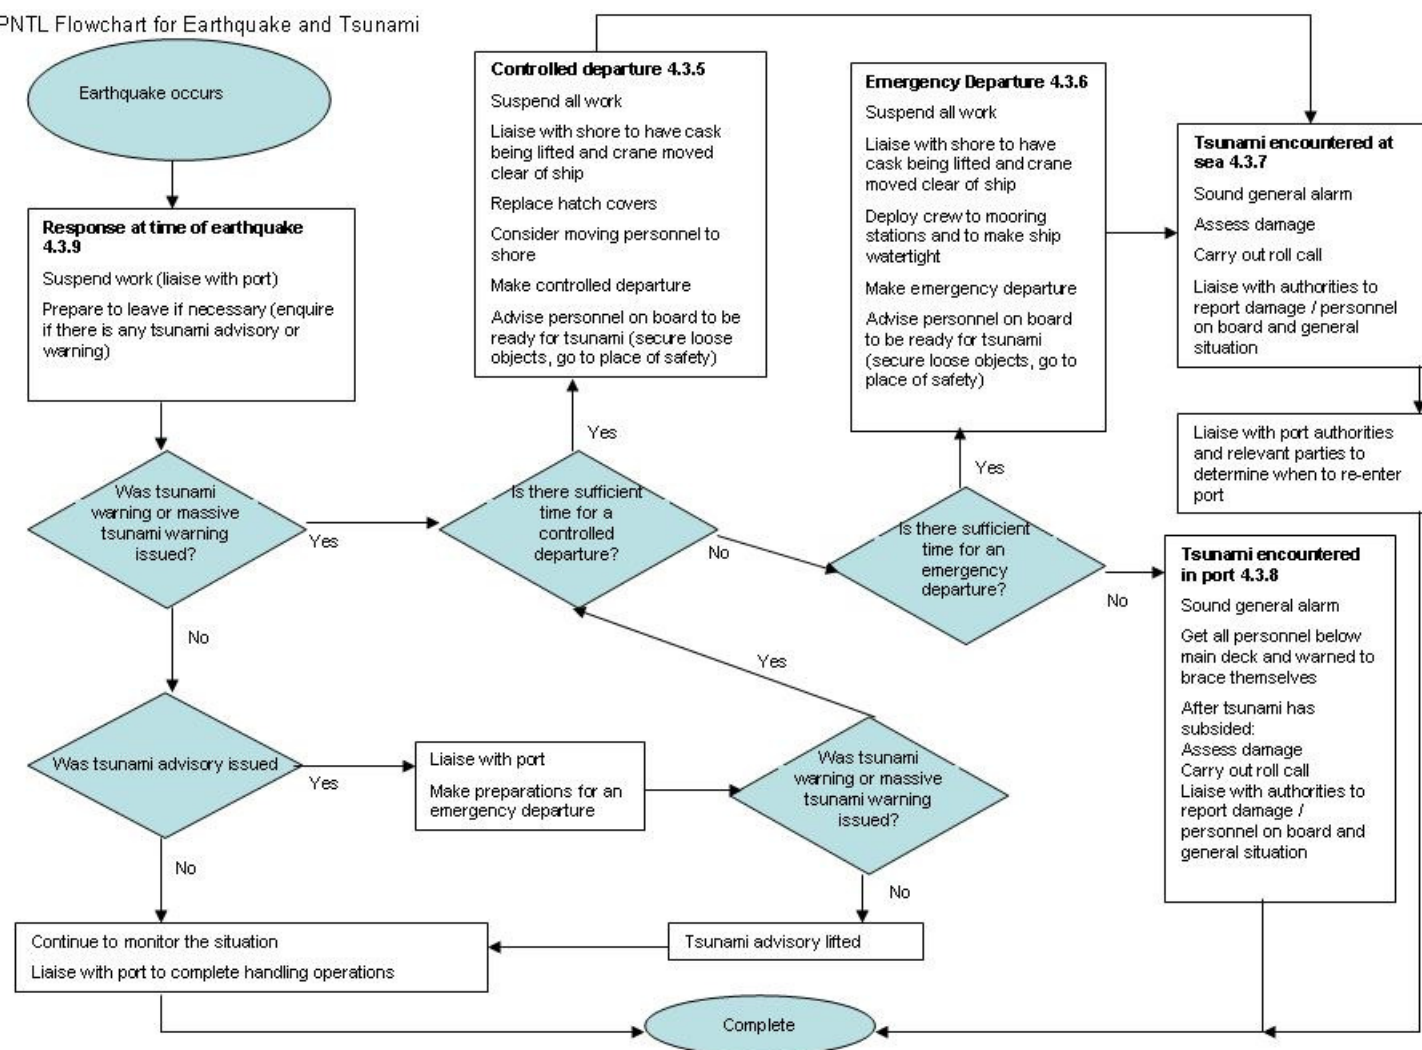 PNTL Flowchart for Earthquake and Tsunami
Earthquake occurs
Response at time of earthquake
4.3.9
Suspend work (liaise with port)
Prepare to leave if necessary (enquire
if there is any tsunami advisory or
warning)
Controlled departure 4.3.5
Suspend all work
Liaise with shore to have cask
being lifted and crane moved
clear of ship
Replace hatch covers
Consider moving personnel to
shore
Make controlled departure
Advise personnel on board to be
ready for tsunami (secure loose
objects, go to place of safety)
Emergency Departure 4.3.6
Suspend all work
Liaise with shore to have
cask being lifted and crane
moved clear of ship
Deploy crew to mooring
stations and to make ship
watertight
Make emergency departure
Advise personnel on board
to be ready for tsunami
(secure loose objects, go to
place of safety)
Tsunami encountered at
sea 4.3.7
Sound general alarm
Assess damage
Carry out roll call
Liaise with authorities to
report damage / personnel
on board and general
situation
Liaise with port authorities
and relevant parties to
determine when to re-enter
port
Was tsunami
warning or massive
tsunami warning
issued?
Yes
No
Is there sufficient
time for a
controlled
departure?
Yes
No
Is there sufficient
time for an
emergency
departure?
Yes
No
Tsunami encountered
in port 4.3.8
Sound general alarm
Get all personnel below
main deck and warned to
brace themselves
After tsunami has
subsided:
Assess damage
Carry out roll call
Liaise with authorities to
report damage /
personnel on board and
general situation
Was tsunami advisory issued
Yes
No
Liaise with port
Make preparations for an
emergency departure
Was tsunami
warning or massive
tsunami warning
issued?
Yes
No
Tsunami advisory lifted
Continue to monitor the situation
Liaise with port to complete handling operations
Complete